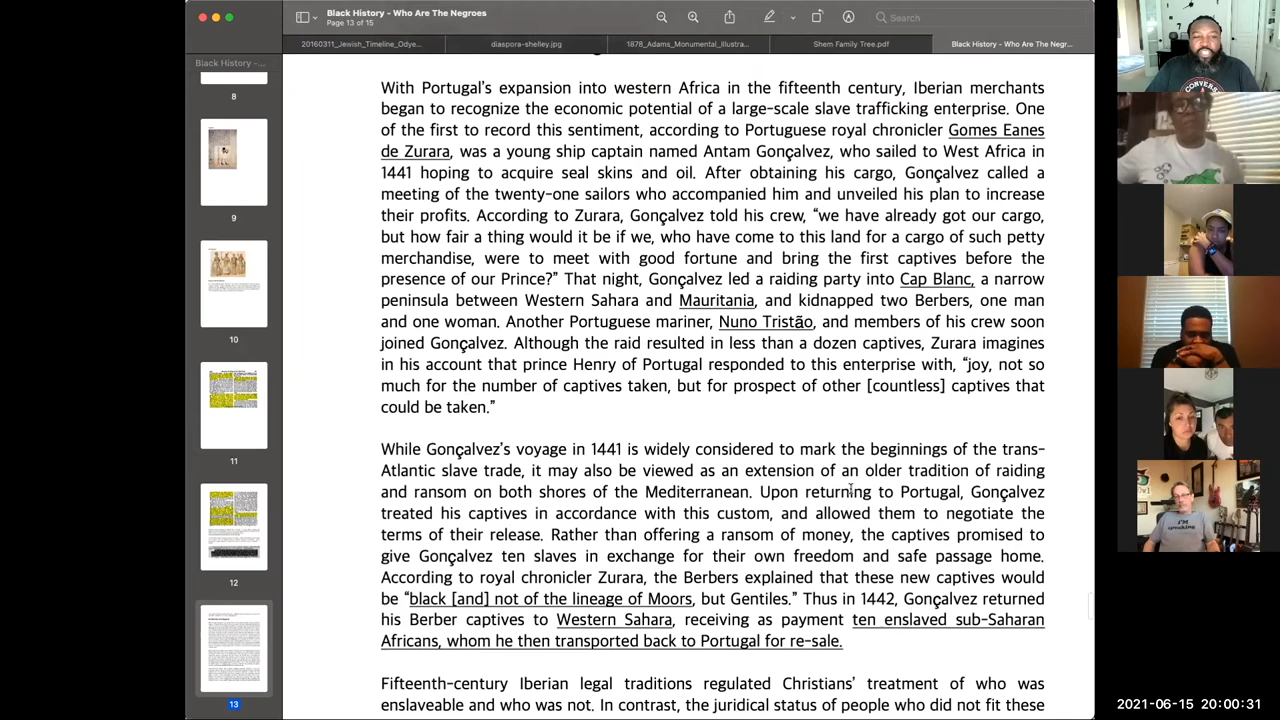 Black History - Who Are The Negroes
Page 13 of 15
Search
20160311_Jewish_Timeline_Odye...
diaspora-shelley.jpg
1878_Adams_Monumental_Illustra...
Shem Family Tree.pdf
Black History - Who Are The Negr...
Black History -...
8
9
10
11
12
13
With Portugal's expansion into western Africa in the fifteenth century, Iberian merchants
began to recognize the economic potential of a large-scale slave trafficking enterprise. One
of the first to record this sentiment, according to Portuguese royal chronicler Gomes Eanes
de Zurara, was a young ship captain named Antam Gonçalvez, who sailed to West Africa in
1441 hoping to acquire seal skins and oil. After obtaining his cargo, Gonçalvez called a
meeting of the twenty-one sailors who accompanied him and unveiled his plan to increase
their profits. According to Zurara, Gonçalvez told his crew, "we have already got our cargo,
but how fair a thing would it be if we, who have come to this land for a cargo of such petty
merchandise, were to meet with good fortune and bring the first captives before the
presence of our Prince?" That night, Gonçalvez led a raiding party into Cap Blanc, a narrow
peninsula between Western Sahara and Mauritania, and kidnapped two Berbers, one man
and one woman. Another Portuguese mariner, Nuno Tristão, and members of his crew soon
joined Gonçalvez. Although the raid resulted in less than a dozen captives, Zurara imagines
in his account that prince Henry of Portugal responded to this enterprise with, "joy, not so
much for the number of captives taken, but for prospect of other [countless] captives that
could be taken."
While Gonçalvez's voyage in 1441 is widely considered to mark the beginnings of the trans-
Atlantic slave trade, it may also be viewed as an extension of an older tradition of raiding
and ransom on both shores of the Mediterranean. Upon returning to Portugal, Gonçalvez
treated his captives in accordance with this custom, and allowed them to negotiate the
terms of their release. Rather than offering a ransom of money, the captives promised to
give Gonçalvez ten slaves in exchange for their own freedom and safe passage home.
According to royal chronicler Zurara, the Berbers explained that these new captives would
be "black [and] not of the lineage of Moors, but Gentiles." Thus in 1442, Gonçalvez returned
his Berber captives to Western Sahara, receiving as payment ten enslaved sub-Saharan
Africans, whom he then transported back to Portugal for re-sale.
Fifteenth-century Iberian legal traditions regulated Christians' treatment of who was
enslaveable and who was not. In contrast, the juridical status of people who did not fit these
CONVERS
I'M
speaking
2021-06-15 20:00:31